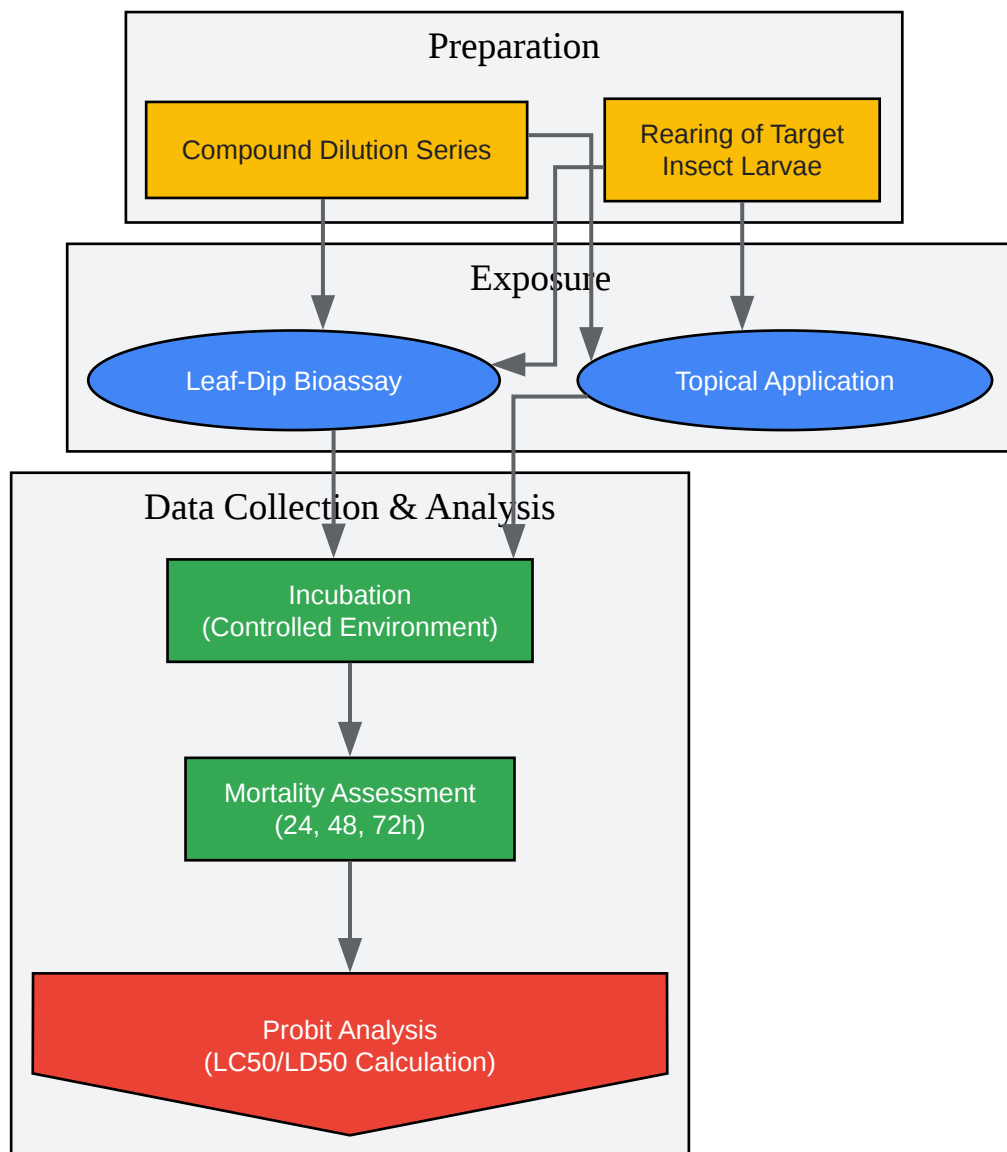 Preparation
Compound Dilution Series
Rearing of Target
Insect Larvae
Exposure
Leaf-Dip Bioassay
Topical Application
Data Collection & Analysis
Incubation
(Controlled Environment)
Mortality Assessment
(24, 48, 72h)
Probit Analysis
(LC50/LD50 Calculation)